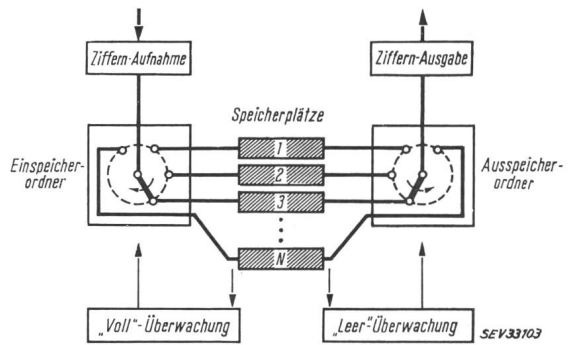 Ziffern-Aufnahme
Ziffern-Ausgabe
Speicherplätze
Einspeicher-
ordner
1
2
3
N
Ausspeicher-
ordner
„Voll“-Überwachung
„Leer“-Überwachung
SEV33103